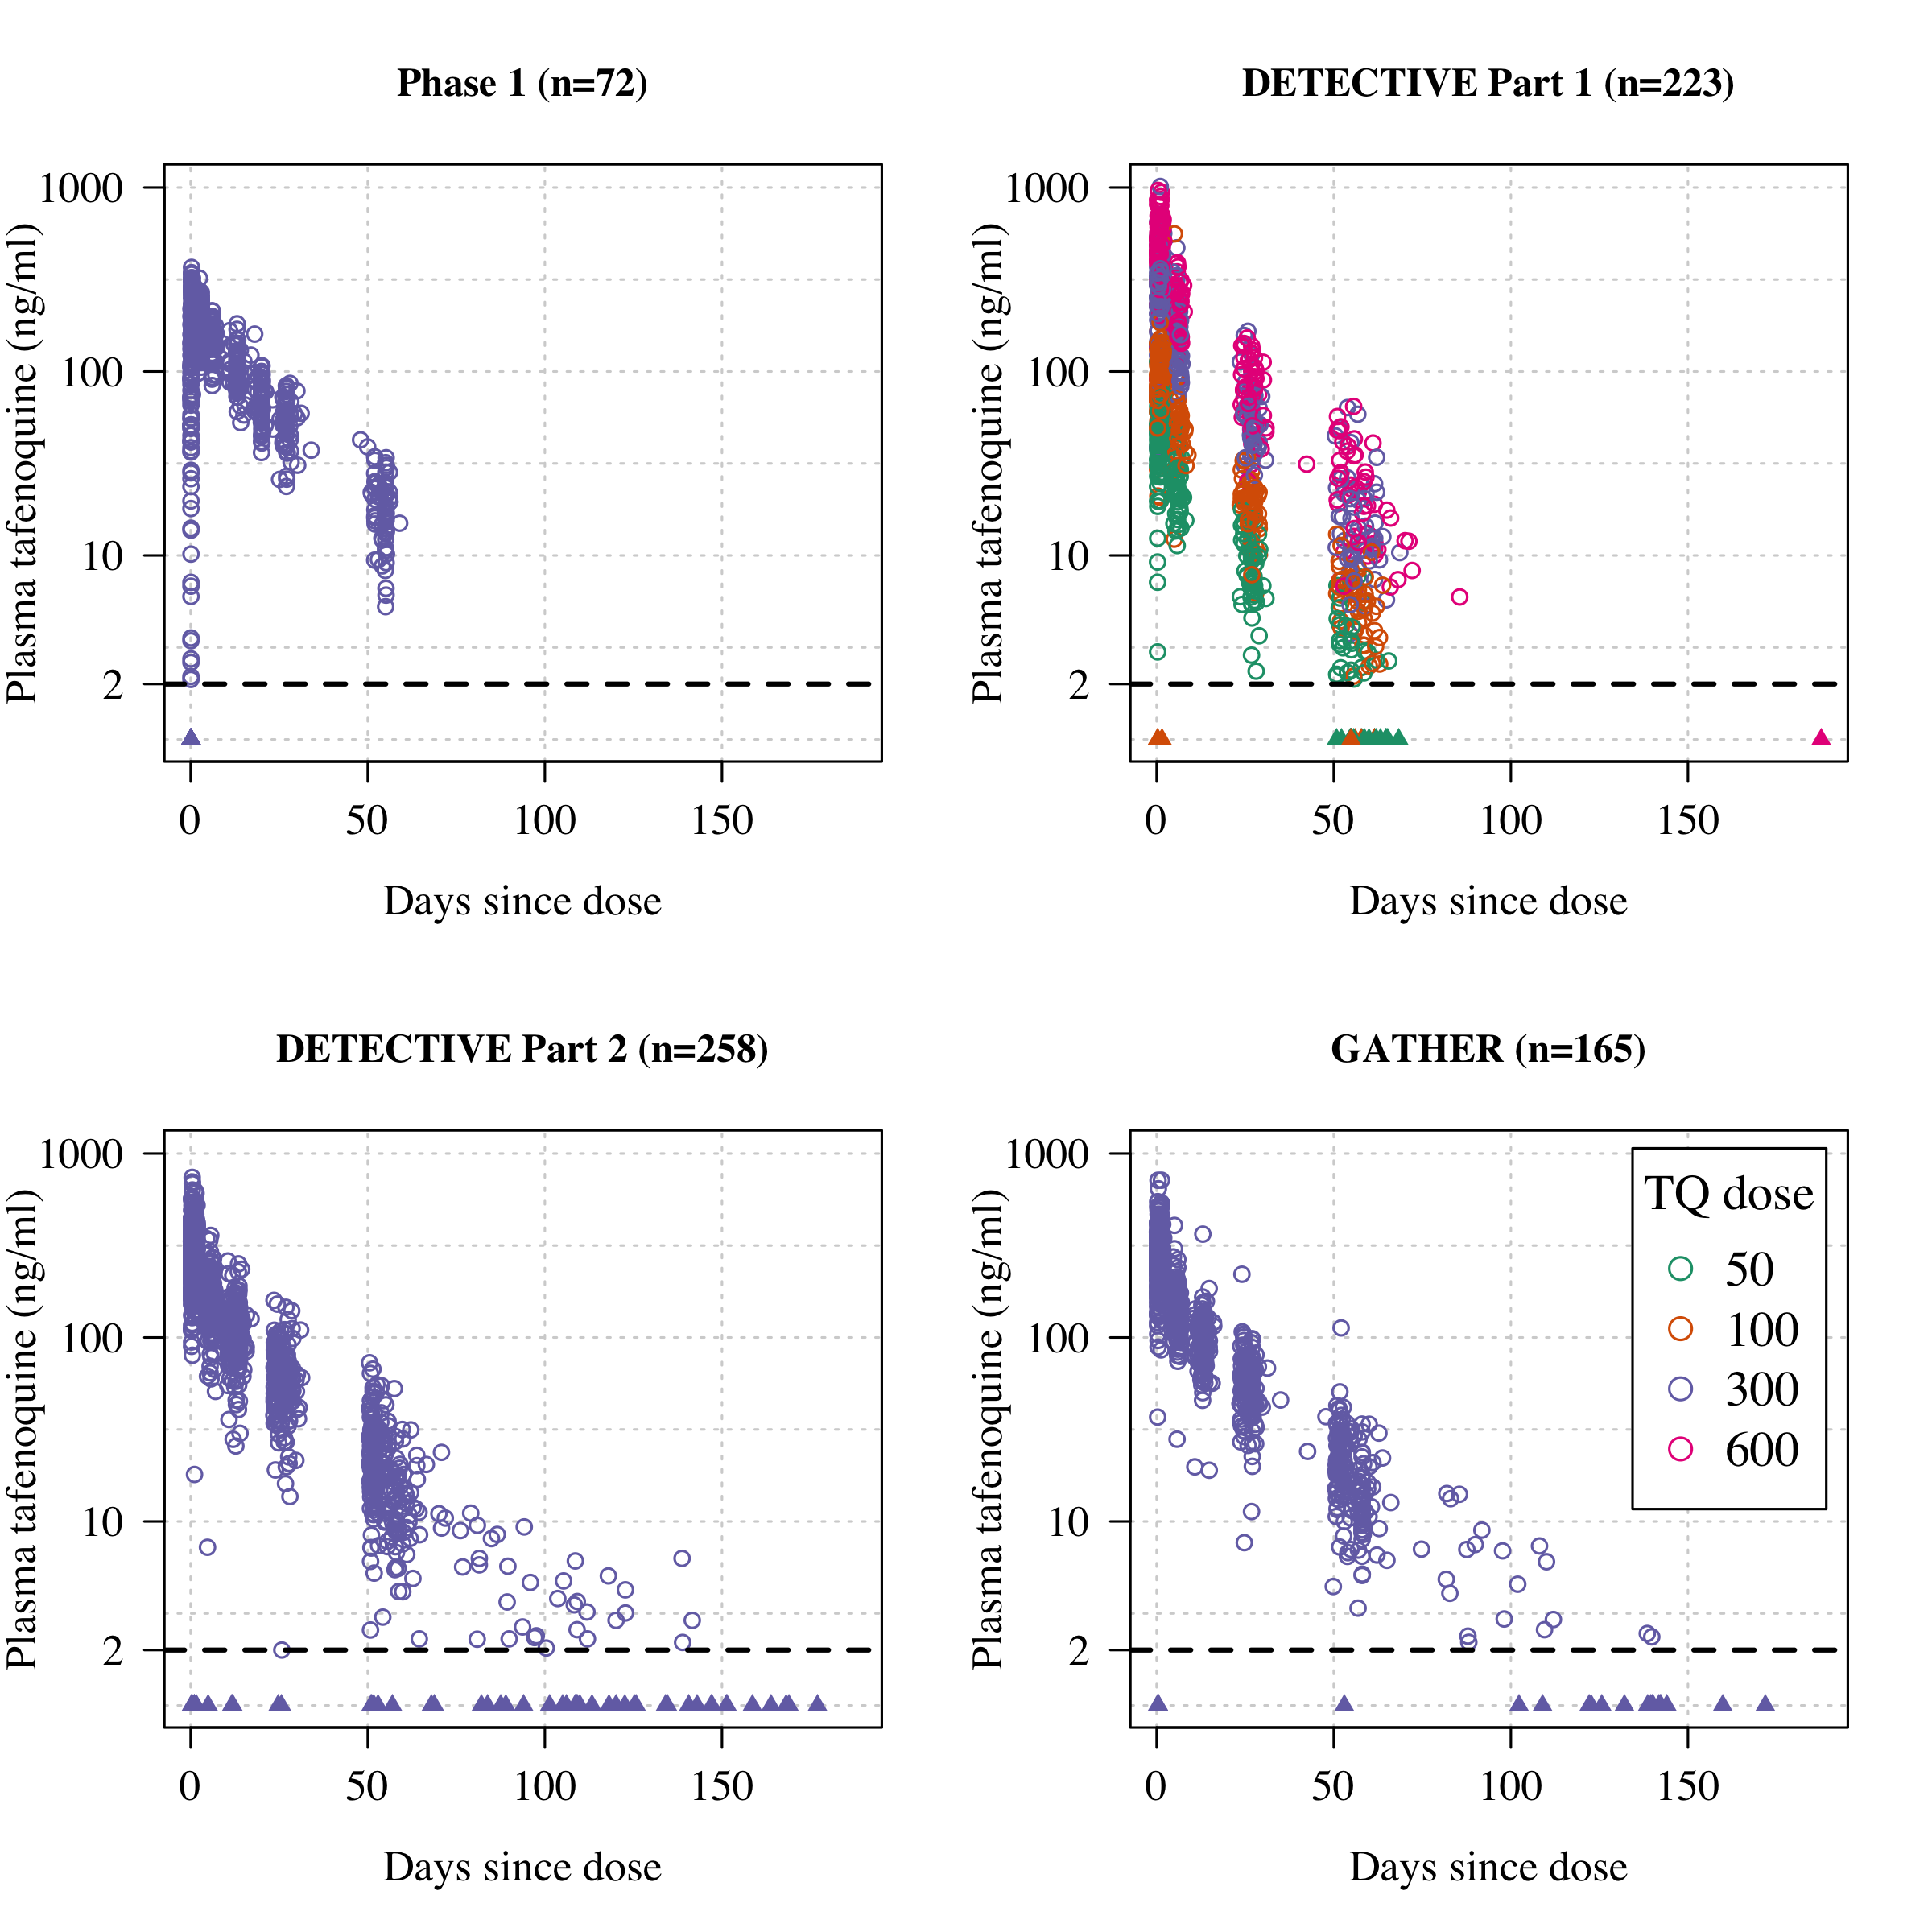 Phase 1 (n=72)
Plasma tafenoquine (ng/ml)
1000
100
10
2
0 50 100 150
Days since dose
DETECTIVE Part 1 (n=223)
Plasma tafenoquine (ng/ml)
1000
100
10
2
0 50 100 150
Days since dose
DETECTIVE Part 2 (n=258)
Plasma tafenoquine (ng/ml)
1000
100
10
2
0 50 100 150
Days since dose
GATHER (n=165)
Plasma tafenoquine (ng/ml)
1000
100
10
2
0 50 100 150
Days since dose
TQ dose
50
100
300
600